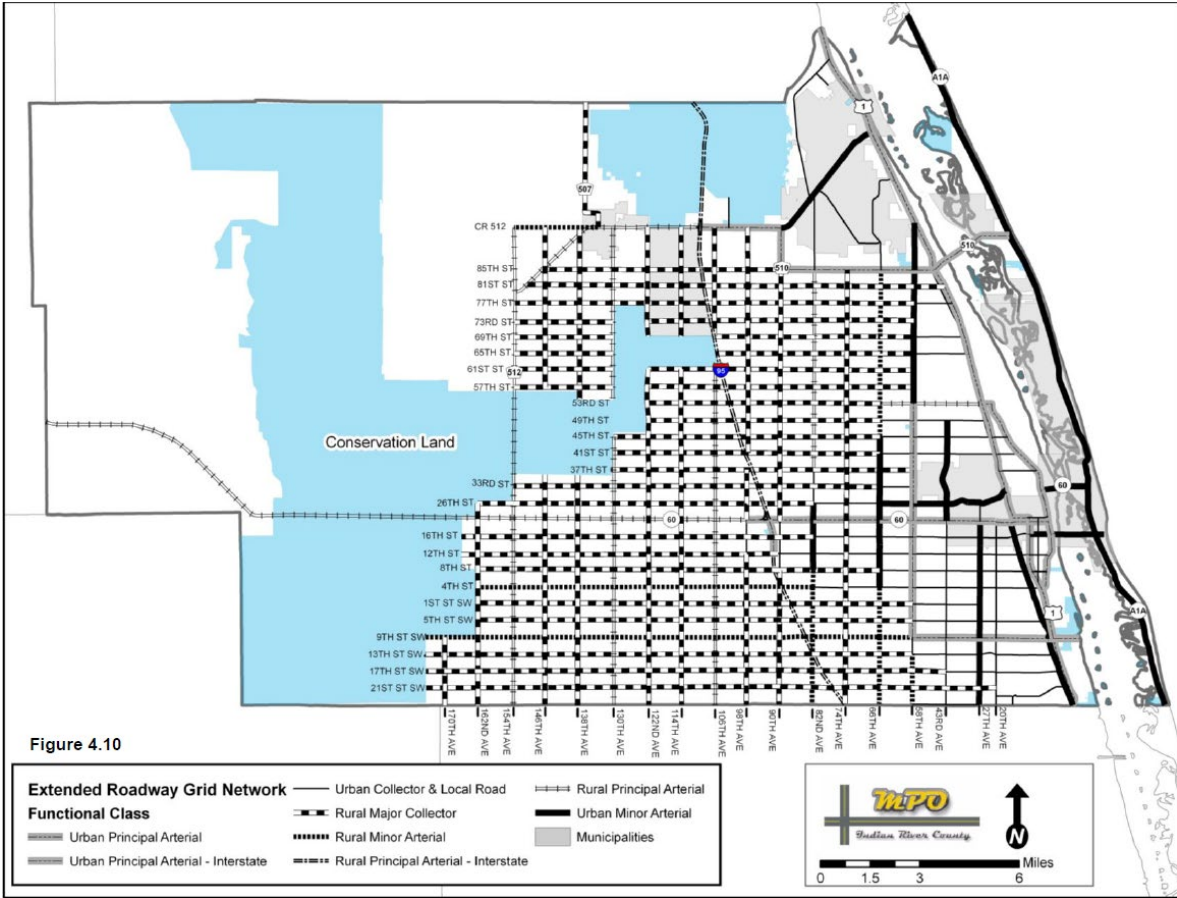 A1A
1
507
CR 512
510
510
85TH ST
81ST ST
77TH ST
73RD ST
69TH ST
65TH ST
61ST ST
512
95
57TH ST
53RD ST
49TH ST
45TH ST
Conservation Land
41ST ST
37TH ST
33RD ST
60
26TH ST
60
60
16TH ST
12TH ST
8TH ST
4TH ST
1ST ST SW
1
A1A
5TH ST SW
9TH ST SW
13TH ST SW
17TH ST SW
21ST ST SW
170TH AVE
162ND AVE
154TH AVE
146TH AVE
138TH AVE
130TH AVE
122ND AVE
114TH AVE
106TH AVE
98TH AVE
90TH AVE
82ND AVE
74TH AVE
66TH AVE
58TH AVE
43RD AVE
27TH AVE
20TH AVE
Figure 4.10
Extended Roadway Grid Network
Functional Class
Urban Principal Arterial
Urban Principal Arterial - Interstate
Urban Collector & Local Road
Rural Major Collector
Rural Minor Arterial
Rural Principal Arterial - Interstate
Rural Principal Arterial
Urban Minor Arterial
Municipalities
MPO
Indian River County
N
Miles
0 1.5 3 6